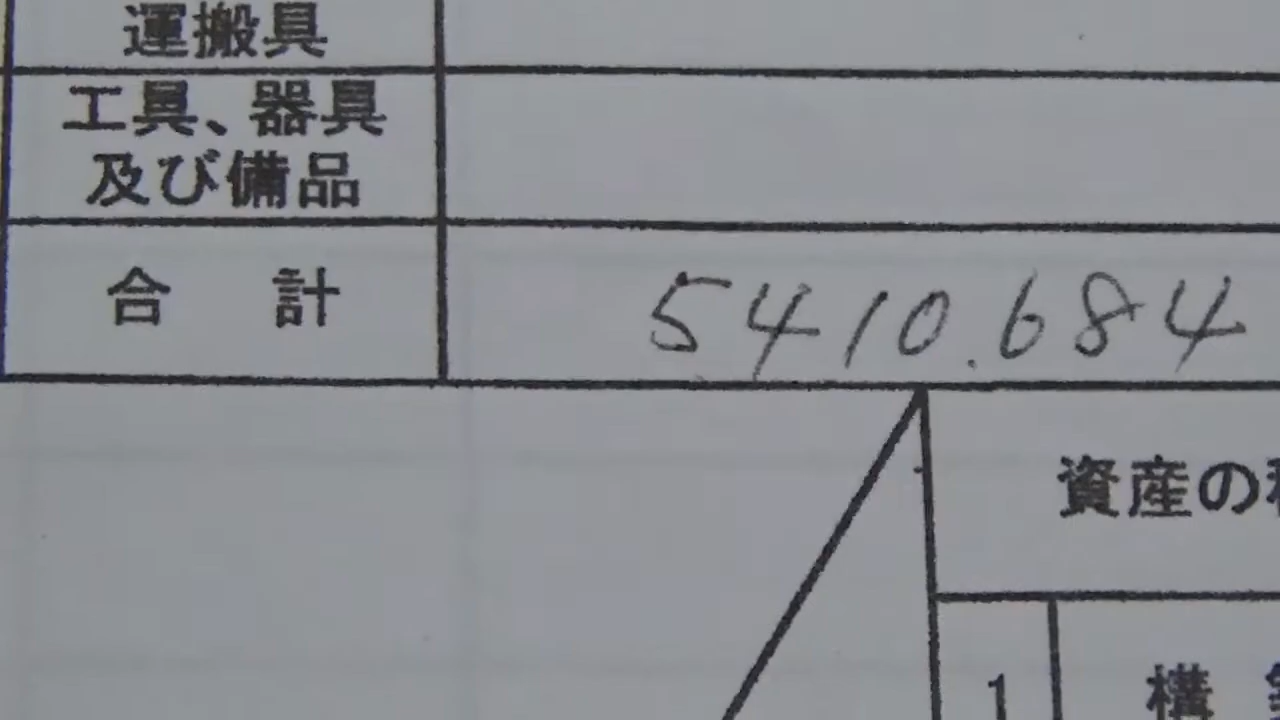 運搬具
工具、器具
及び備品
合 計 5410.684
資産の
1 構